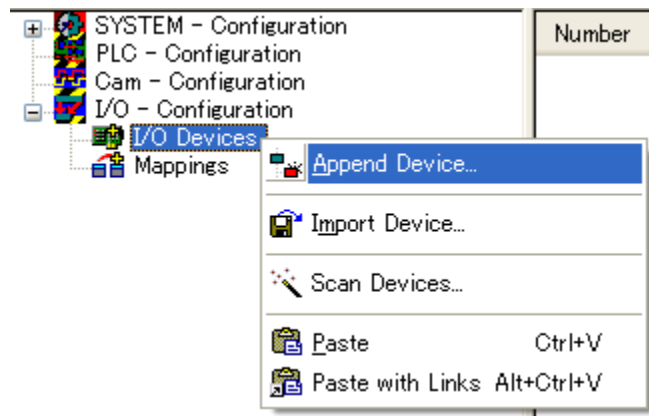 SYSTEM - Configuration
PLC - Configuration
Cam - Configuration
I/O - Configuration
I/O Devices
Mappings
Number
Append Device...
Import Device...
Scan Devices...
Paste Ctrl+V
Paste with Links Alt+Ctrl+V